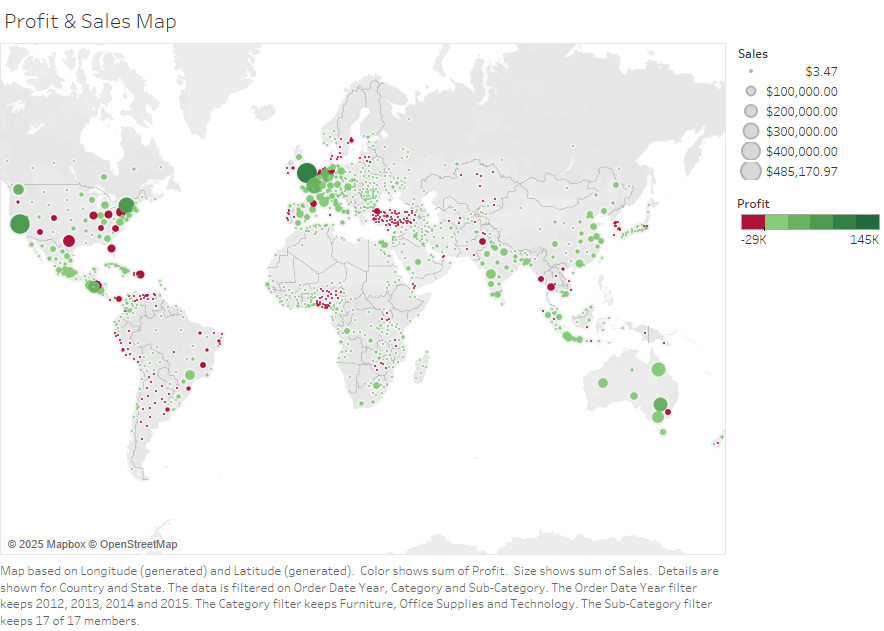 Profit & Sales Map
Sales
$3.47
$100,000.00
$200,000.00
$300,000.00
$400,000.00
$485,170.97
Profit
-29K 145K
© 2025 Mapbox © OpenStreetMap
Map based on Longitude (generated) and Latitude (generated).  Color shows sum of Profit.  Size shows sum of Sales.  Details are
shown for Country and State. The data is filtered on Order Date Year, Category and Sub-Category. The Order Date Year filter
keeps 2012, 2013, 2014 and 2015. The Category filter keeps Furniture, Office Supplies and Technology. The Sub-Category filter
keeps 17 of 17 members.